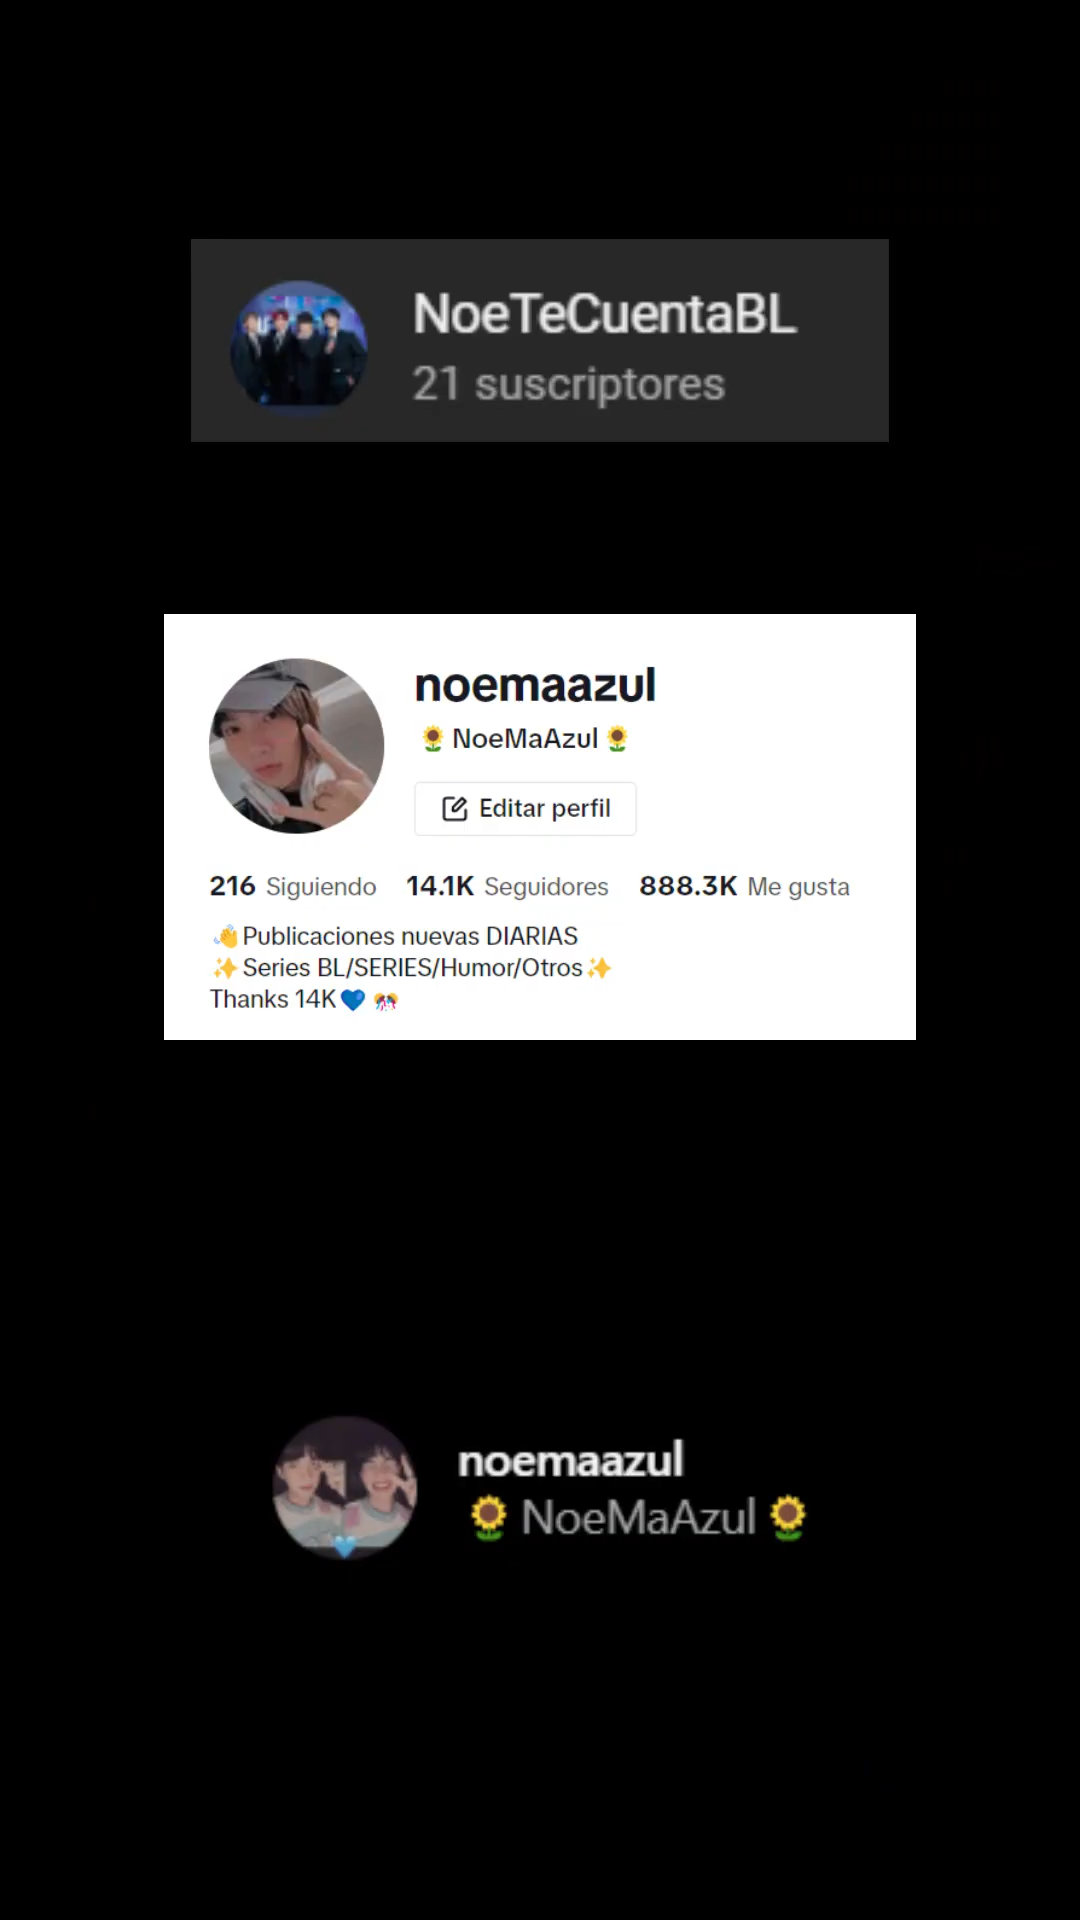 NoeTeCuentaBL
21 suscriptores
noemaazul
🌻 NoeMaAzul 🌻
Editar perfil
216 Siguiendo 14.1K Seguidores 888.3K Me gusta
👋Publicaciones nuevas DIARIAS
✨Series BL/SERIES/Humor/Otros✨
Thanks 14K💙 🎊
noemaazul
🌻 NoeMaAzul 🌻